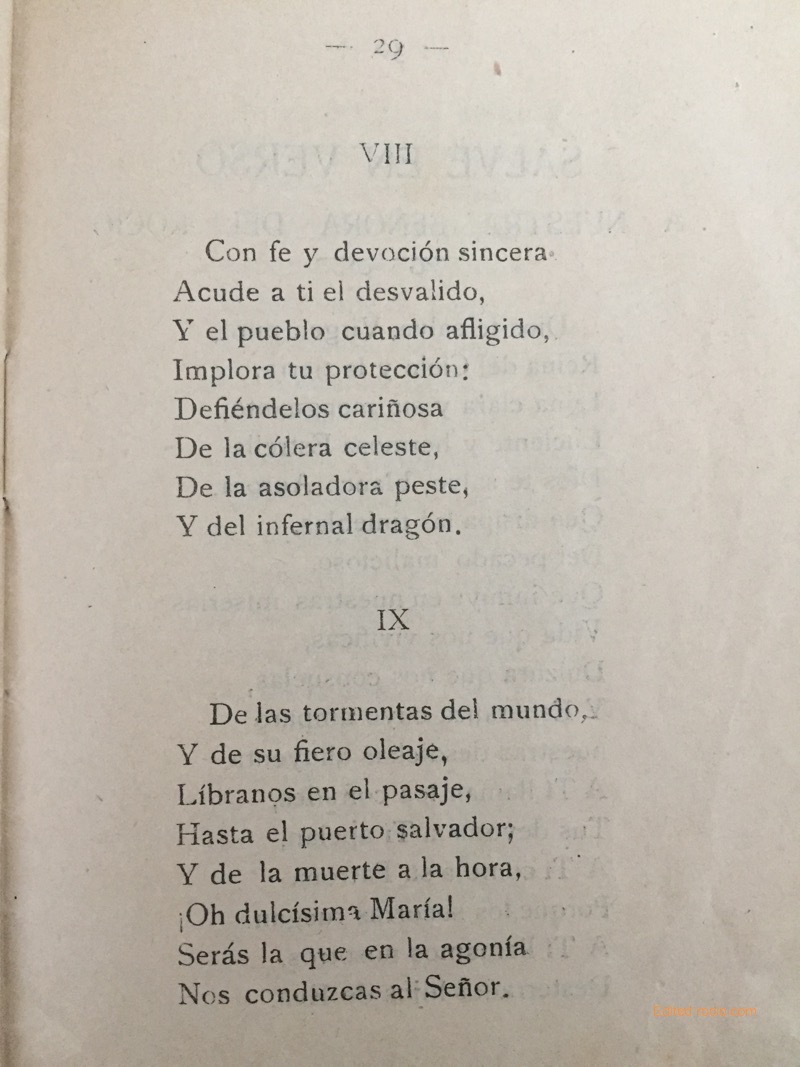 — 29 —
VIII
Con fe y devoción sincera
Acude a ti el desvalido,
Y el pueblo cuando afligido,
Implora tu protección:
Defiéndelos cariñosa
De la cólera celeste,
De la asoladora peste,
Y del infernal dragón.
IX
De las tormentas del mundo,
Y de su fiero oleaje,
Líbranos en el pasaje,
Hasta el puerto salvador;
Y de la muerte a la hora,
¡Oh dulcísima María!
Serás la que en la agonía
Nos conduzcas al Señor.